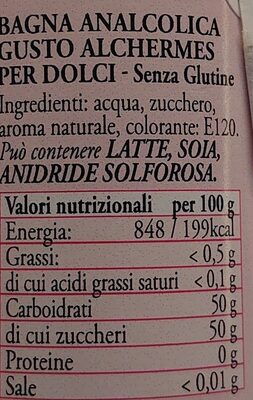 BAGNA ANALCOLICA
GUSTO ALCHERMES
PER DOLCI - Senza Glutine
Ingredienti: acqua, zucchero,
aroma naturale, colorante: E120.
Può contenere LATTE, SOIA,
ANIDRIDE SOLFOROSA.
Valori nutrizionali per 100 g
Energia: 848 / 199kcal
Grassi: < 0,5 g
di cui acidi grassi saturi < 0,1 g
Carboidrati 50 g
di cui zuccheri 50 g
Proteine 0 g
Sale < 0,01 g